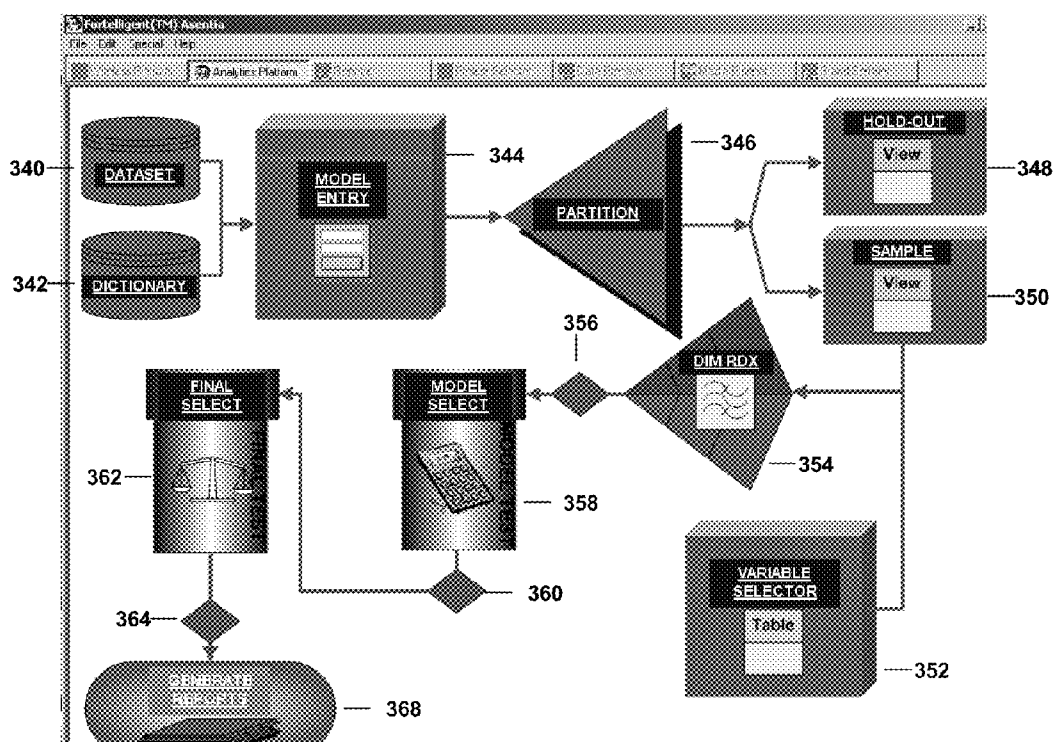 Fortelligent(TM) Asentia
File Edit Special Help
Analytics Platform
340
DATASET
342
DICTIONARY
MODEL
ENTRY
344
PARTITION
346
HOLD-OUT
View
348
SAMPLE
View
350
356
DIM RDX
354
FINAL
SELECT
362
MODEL
SELECT
358
360
VARIABLE
SELECTOR
Table
352
364
GENERATE
REPORTS
368